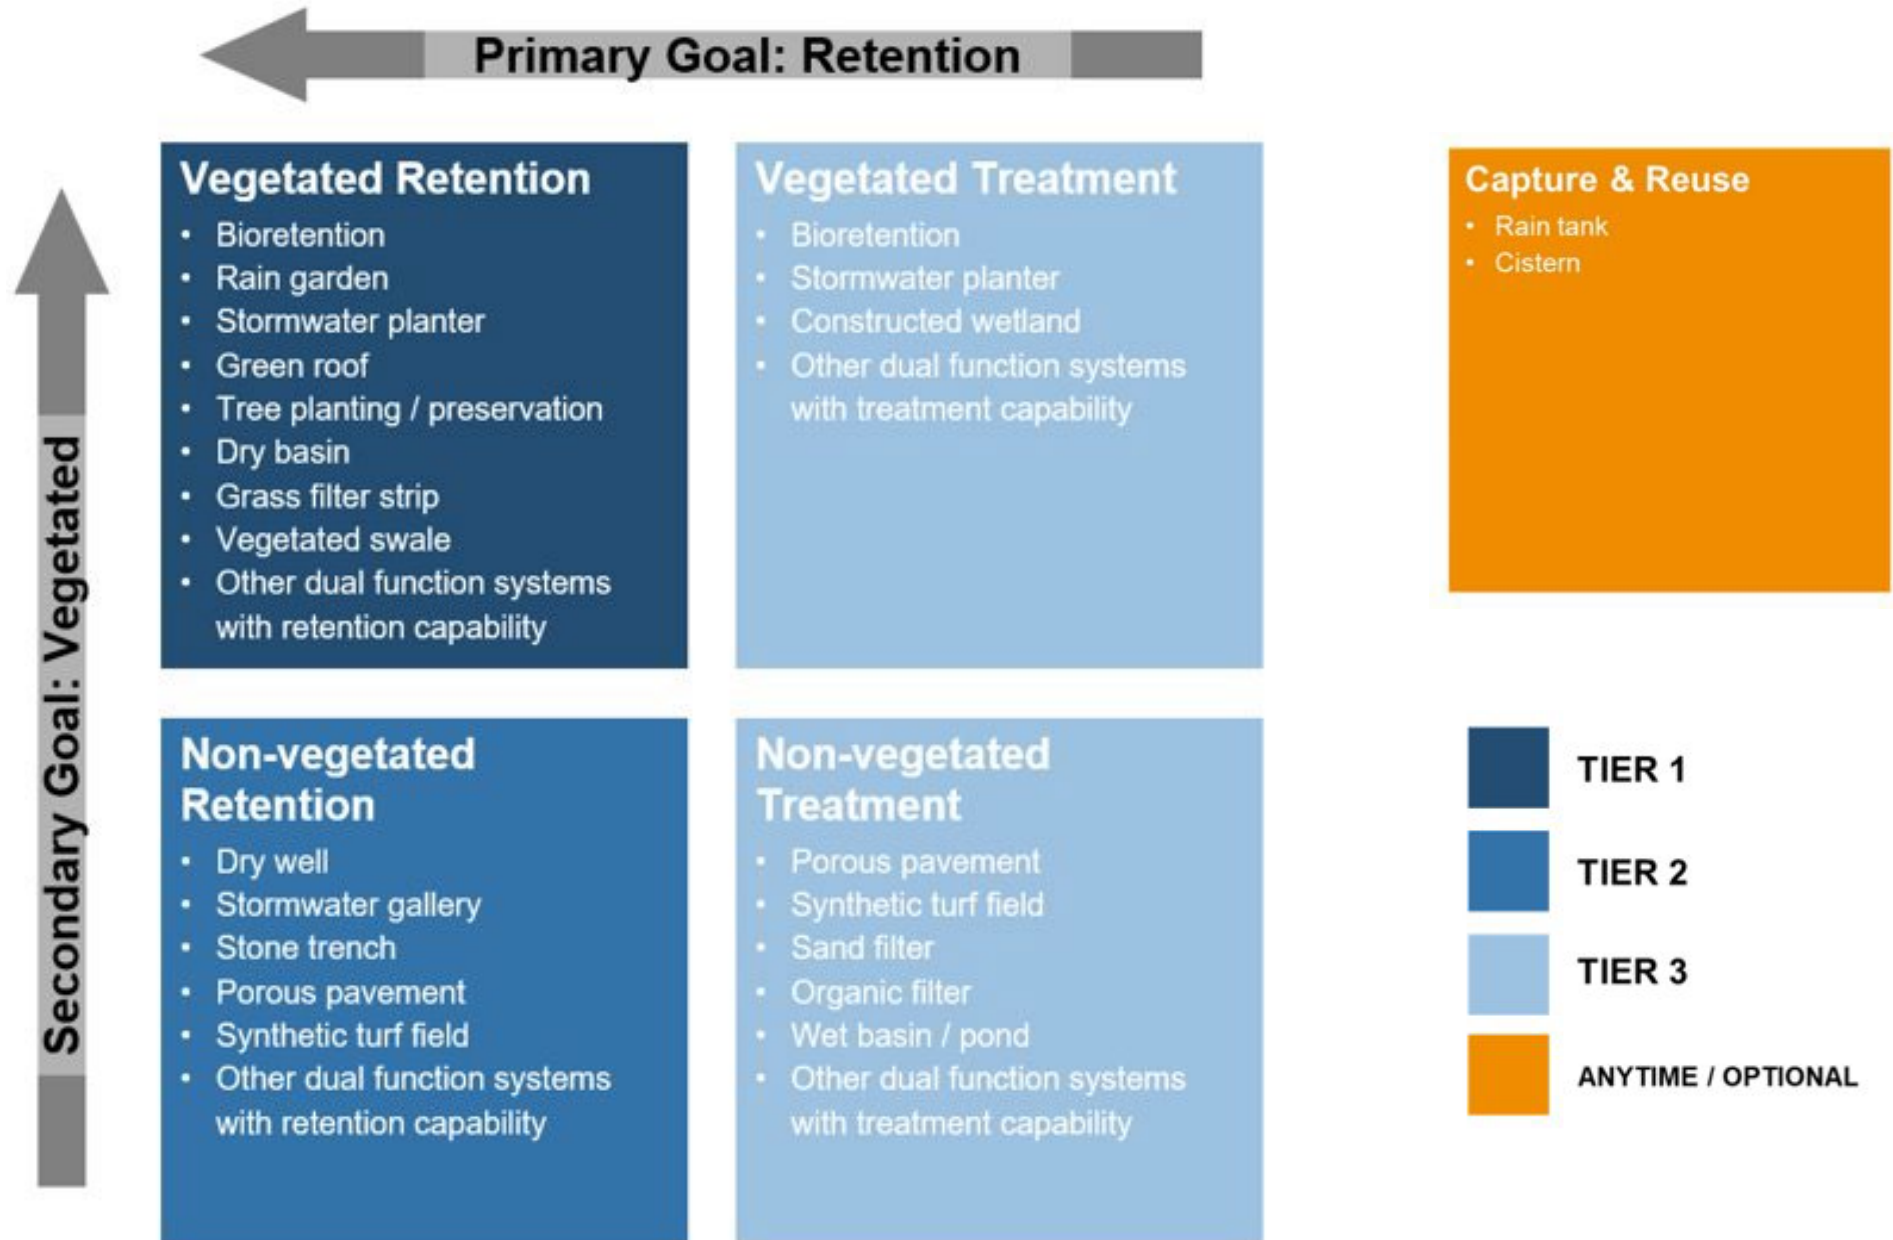 Primary Goal: Retention
Secondary Goal: Vegetated
Vegetated Retention
• Bioretention
• Rain garden
• Stormwater planter
• Green roof
• Tree planting / preservation
• Dry basin
• Grass filter strip
• Vegetated swale
• Other dual function systems
with retention capability
Vegetated Treatment
• Bioretention
• Stormwater planter
• Constructed wetland
• Other dual function systems
with treatment capability
Capture & Reuse
• Rain tank
• Cistern
Non-vegetated
Retention
• Dry well
• Stormwater gallery
• Stone trench
• Porous pavement
• Synthetic turf field
• Other dual function systems
with retention capability
Non-vegetated
Treatment
• Porous pavement
• Synthetic turf field
• Sand filter
• Organic filter
• Wet basin / pond
• Other dual function systems
with treatment capability
TIER 1
TIER 2
TIER 3
ANYTIME / OPTIONAL